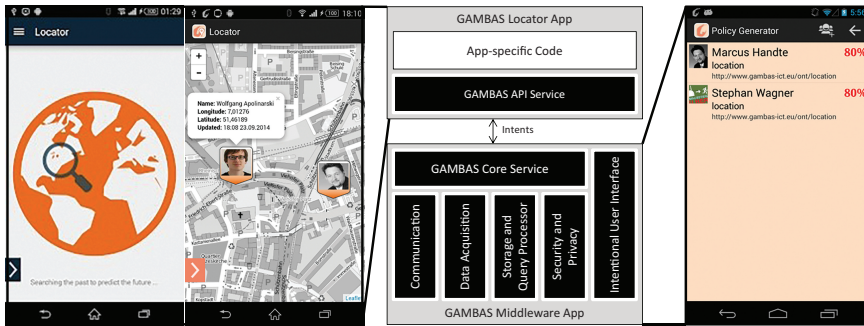 01:29
Locator
Searching the past to predict the future ...
18:10
Locator
+
-
Name: Wolfgang Apolinarski
Longitude: 7,01276
Latitude: 51,46189
Updated: 18:08 23.09.2014
Leaflet
GAMBAS Locator App
App-specific Code
GAMBAS API Service
Intents
GAMBAS Core Service
Communication
Data Acquisition
Storage and
Query Processor
Security and
Privacy
Intentional User Interface
GAMBAS Middleware App
5:56
Policy Generator
Marcus Handte
80%
location
http://www.gambas-ict.eu/ont/location
Stephan Wagner
80%
location
http://www.gambas-ict.eu/ont/location